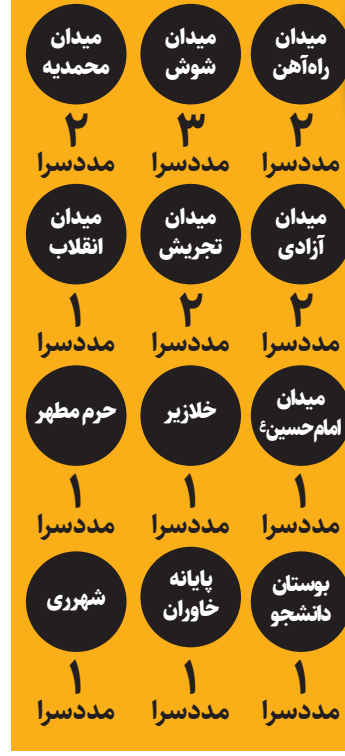 میدان
راه‌آهن
۲
مددسرا
میدان
شوش
۳
مددسرا
میدان
محمدیه
۲
مددسرا
میدان
آزادی
۲
مددسرا
میدان
تجریش
۲
مددسرا
میدان
انقلاب
۱
مددسرا
میدان
امام‌حسین؏
۱
مددسرا
خلازیر
۱
مددسرا
حرم مطهر
۱
مددسرا
بوستان
دانشجو
۱
مددسرا
پایانه
خاوران
۱
مددسرا
شهرری
۱
مددسرا